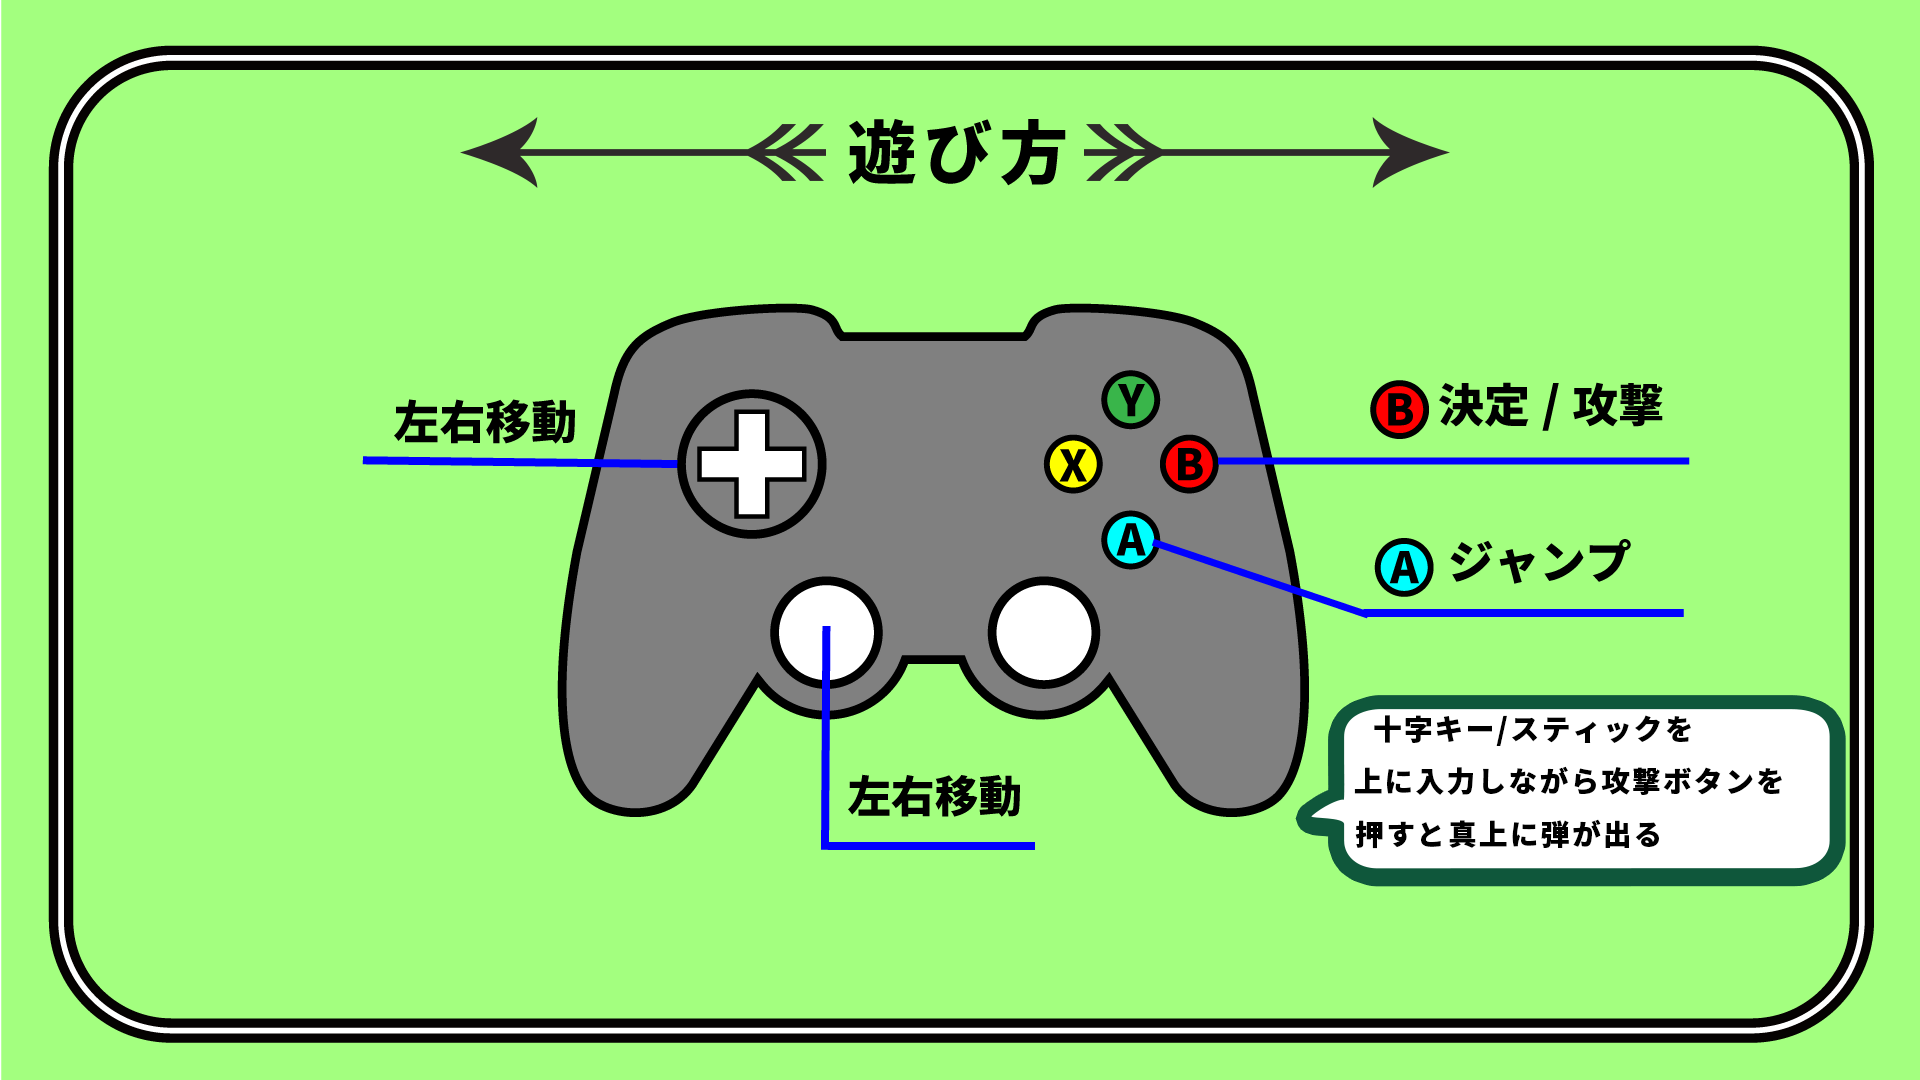 遊び方
左右移動
Y
X
B
A
B 決定 / 攻撃
A ジャンプ
左右移動
十字キー/スティックを
上に入力しながら攻撃ボタンを
押すと真上に弾が出る